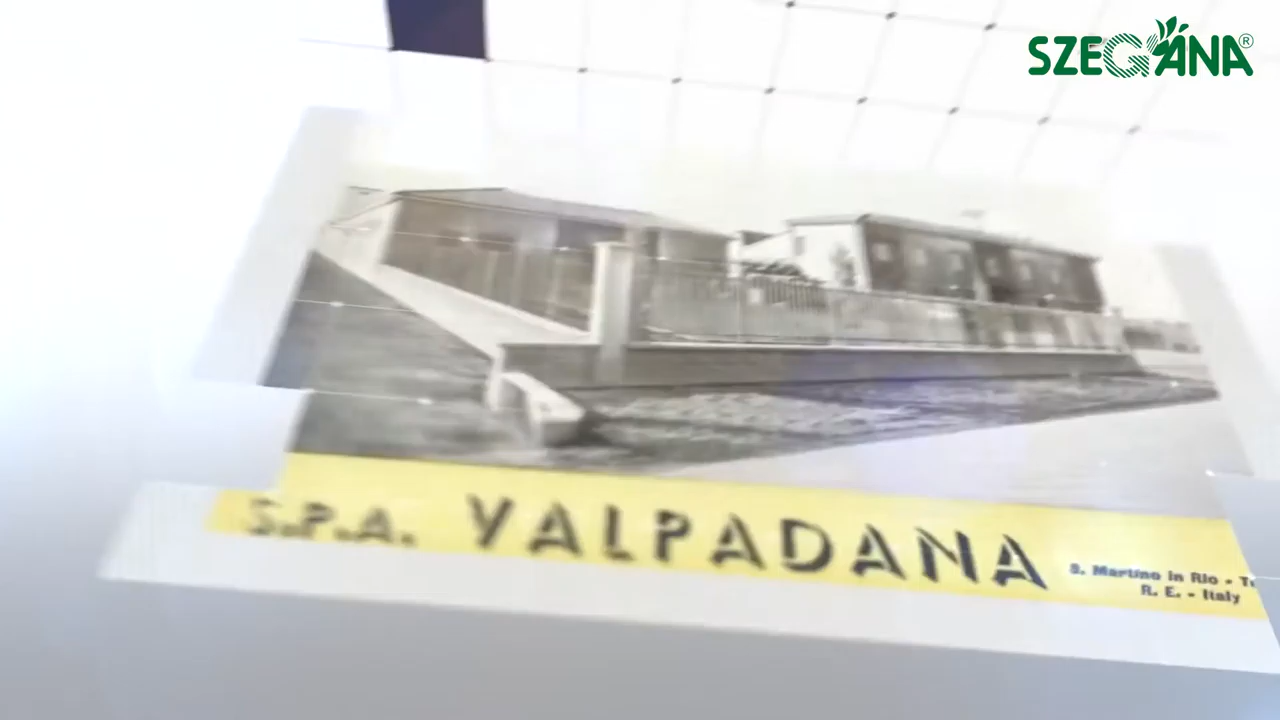 SZEGÁNA®
S.P.A. VALPADANA
S. Martino in Rio -
R. E. - Italy